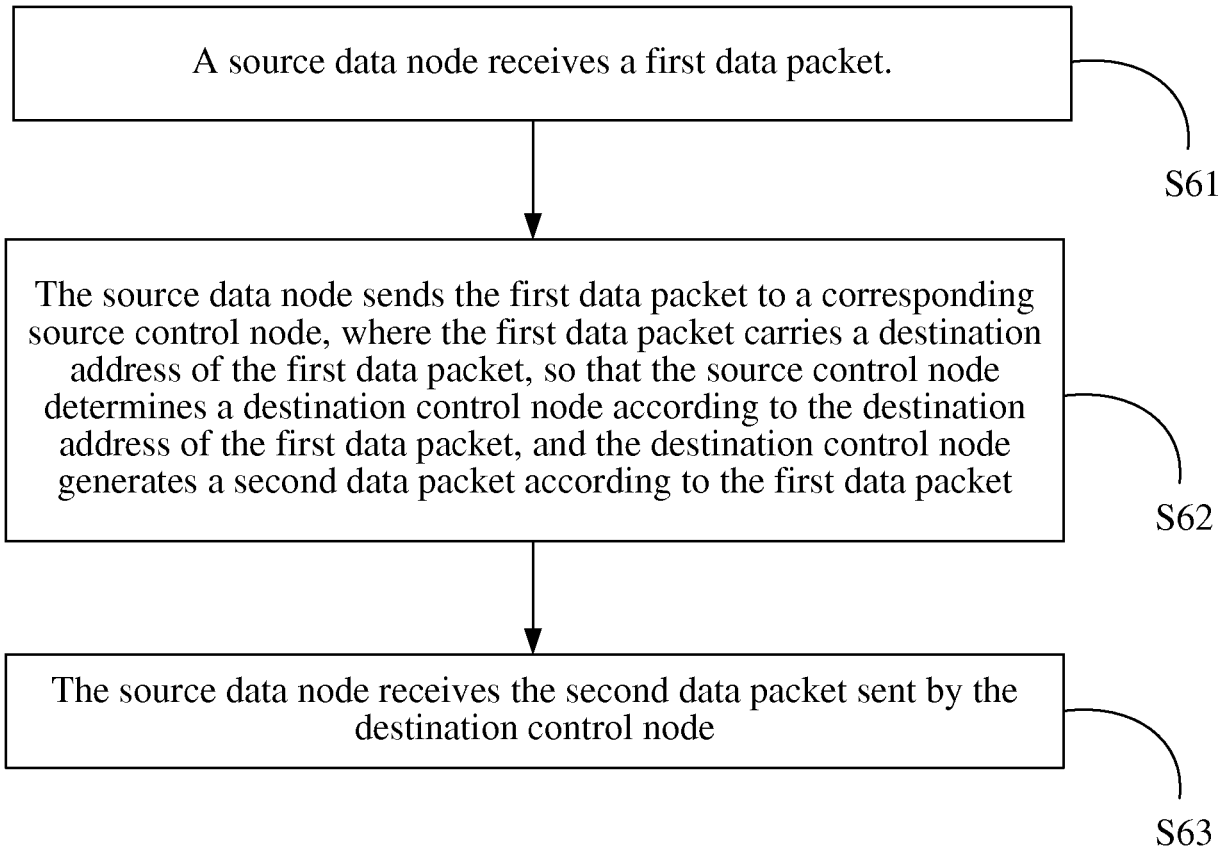 A source data node receives a first data packet.
S61
The source data node sends the first data packet to a corresponding
source control node, where the first data packet carries a destination
address of the first data packet, so that the source control node
determines a destination control node according to the destination
address of the first data packet, and the destination control node
generates a second data packet according to the first data packet
S62
The source data node receives the second data packet sent by the
destination control node
S63